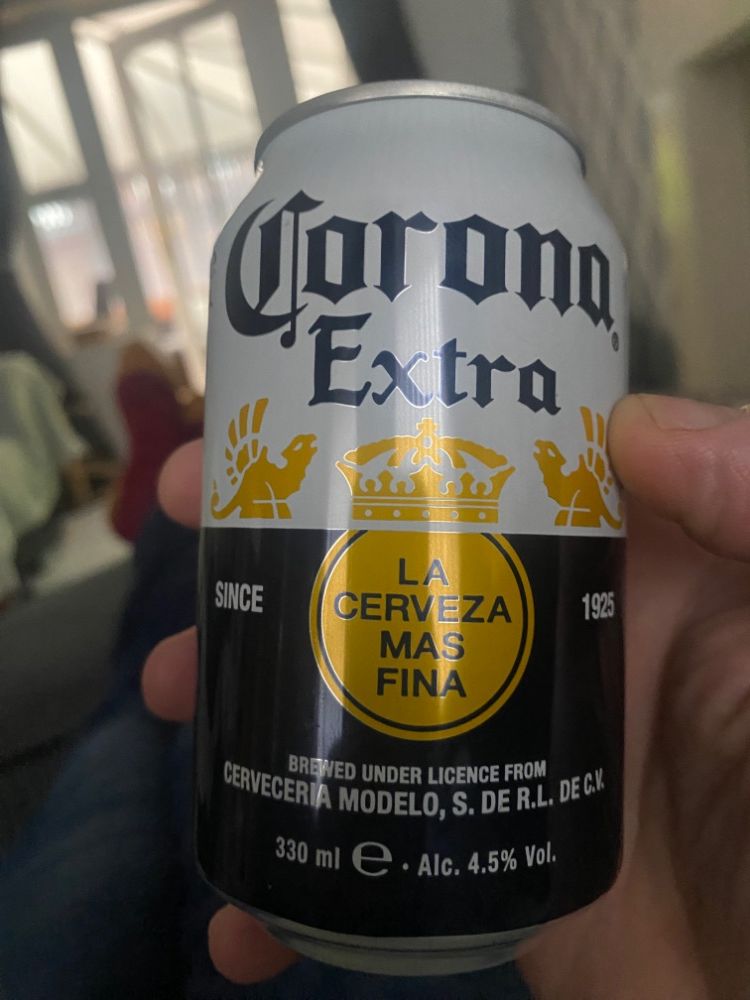 Corona®
Extra
SINCE
1925
LA
CERVEZA
MAS
FINA
BREWED UNDER LICENCE FROM
CERVECERIA MODELO, S. DE R.L. DE C.V.
330 ml ℮ · Alc. 4.5% Vol.